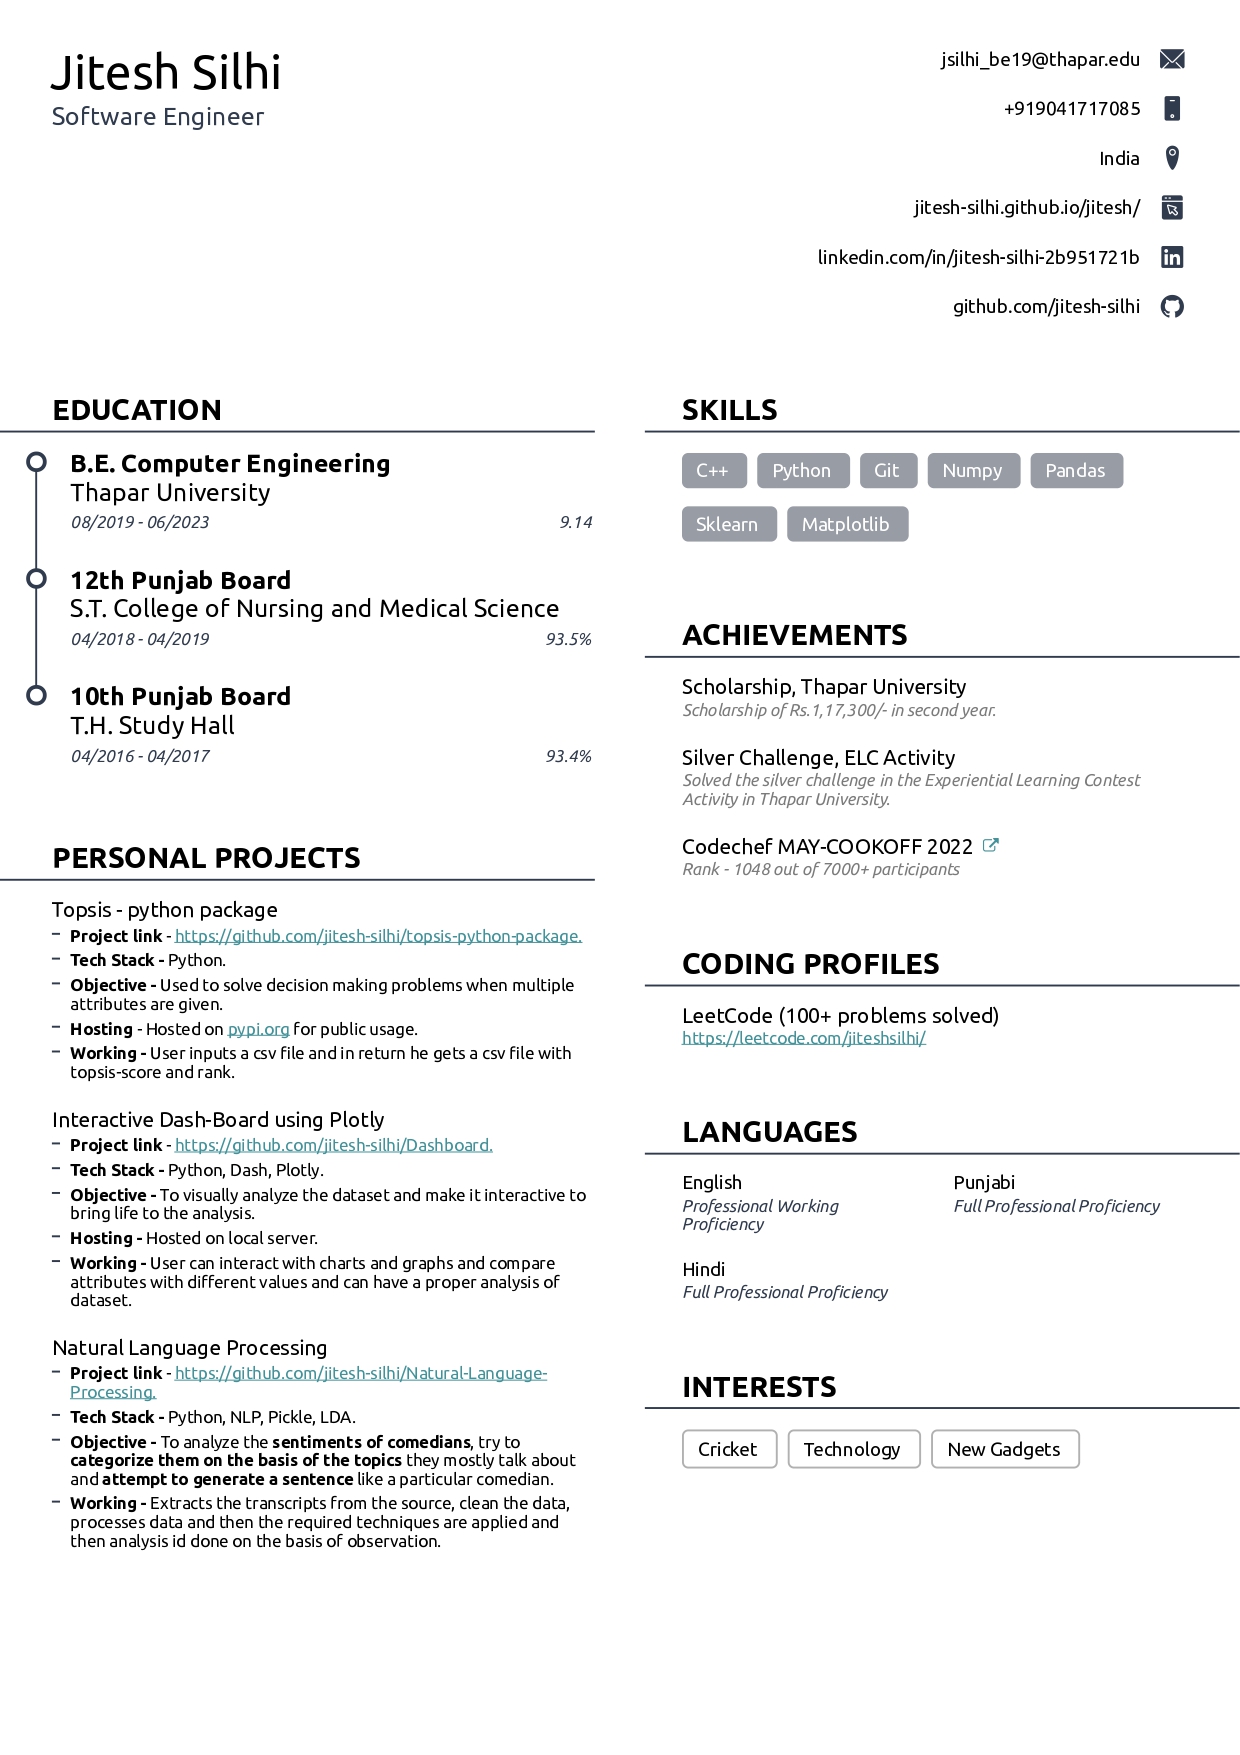 Jitesh Silhi
Software Engineer
jsilhi_be19@thapar.edu
+919041717085
India
jitesh-silhi.github.io/jitesh/
linkedin.com/in/jitesh-silhi-2b951721b
github.com/jitesh-silhi
EDUCATION
B.E. Computer Engineering
Thapar University
08/2019 - 06/2023 9.14
12th Punjab Board
S.T. College of Nursing and Medical Science
04/2018 - 04/2019 93.5%
10th Punjab Board
T.H. Study Hall
04/2016 - 04/2017 93.4%
PERSONAL PROJECTS
Topsis - python package
– Project link - https://github.com/jitesh-silhi/topsis-python-package.
– Tech Stack - Python.
– Objective - Used to solve decision making problems when multiple
attributes are given.
– Hosting - Hosted on pypi.org for public usage.
– Working - User inputs a csv file and in return he gets a csv file with
topsis-score and rank.
Interactive Dash-Board using Plotly
– Project link - https://github.com/jitesh-silhi/Dashboard.
– Tech Stack - Python, Dash, Plotly.
– Objective - To visually analyze the dataset and make it interactive to
bring life to the analysis.
– Hosting - Hosted on local server.
– Working - User can interact with charts and graphs and compare
attributes with different values and can have a proper analysis of
dataset.
Natural Language Processing
– Project link - https://github.com/jitesh-silhi/Natural-Language-
Processing.
– Tech Stack - Python, NLP, Pickle, LDA.
– Objective - To analyze the sentiments of comedians, try to
categorize them on the basis of the topics they mostly talk about
and attempt to generate a sentence like a particular comedian.
– Working - Extracts the transcripts from the source, clean the data,
processes data and then the required techniques are applied and
then analysis id done on the basis of observation.
SKILLS
C++ Python Git Numpy Pandas
Sklearn Matplotlib
ACHIEVEMENTS
Scholarship, Thapar University
Scholarship of Rs.1,17,300/- in second year.
Silver Challenge, ELC Activity
Solved the silver challenge in the Experiential Learning Contest
Activity in Thapar University.
Codechef MAY-COOKOFF 2022
Rank - 1048 out of 7000+ participants
CODING PROFILES
LeetCode (100+ problems solved)
https://leetcode.com/jiteshsilhi/
LANGUAGES
English
Professional Working
Proficiency
Punjabi
Full Professional Proficiency
Hindi
Full Professional Proficiency
INTERESTS
Cricket Technology New Gadgets